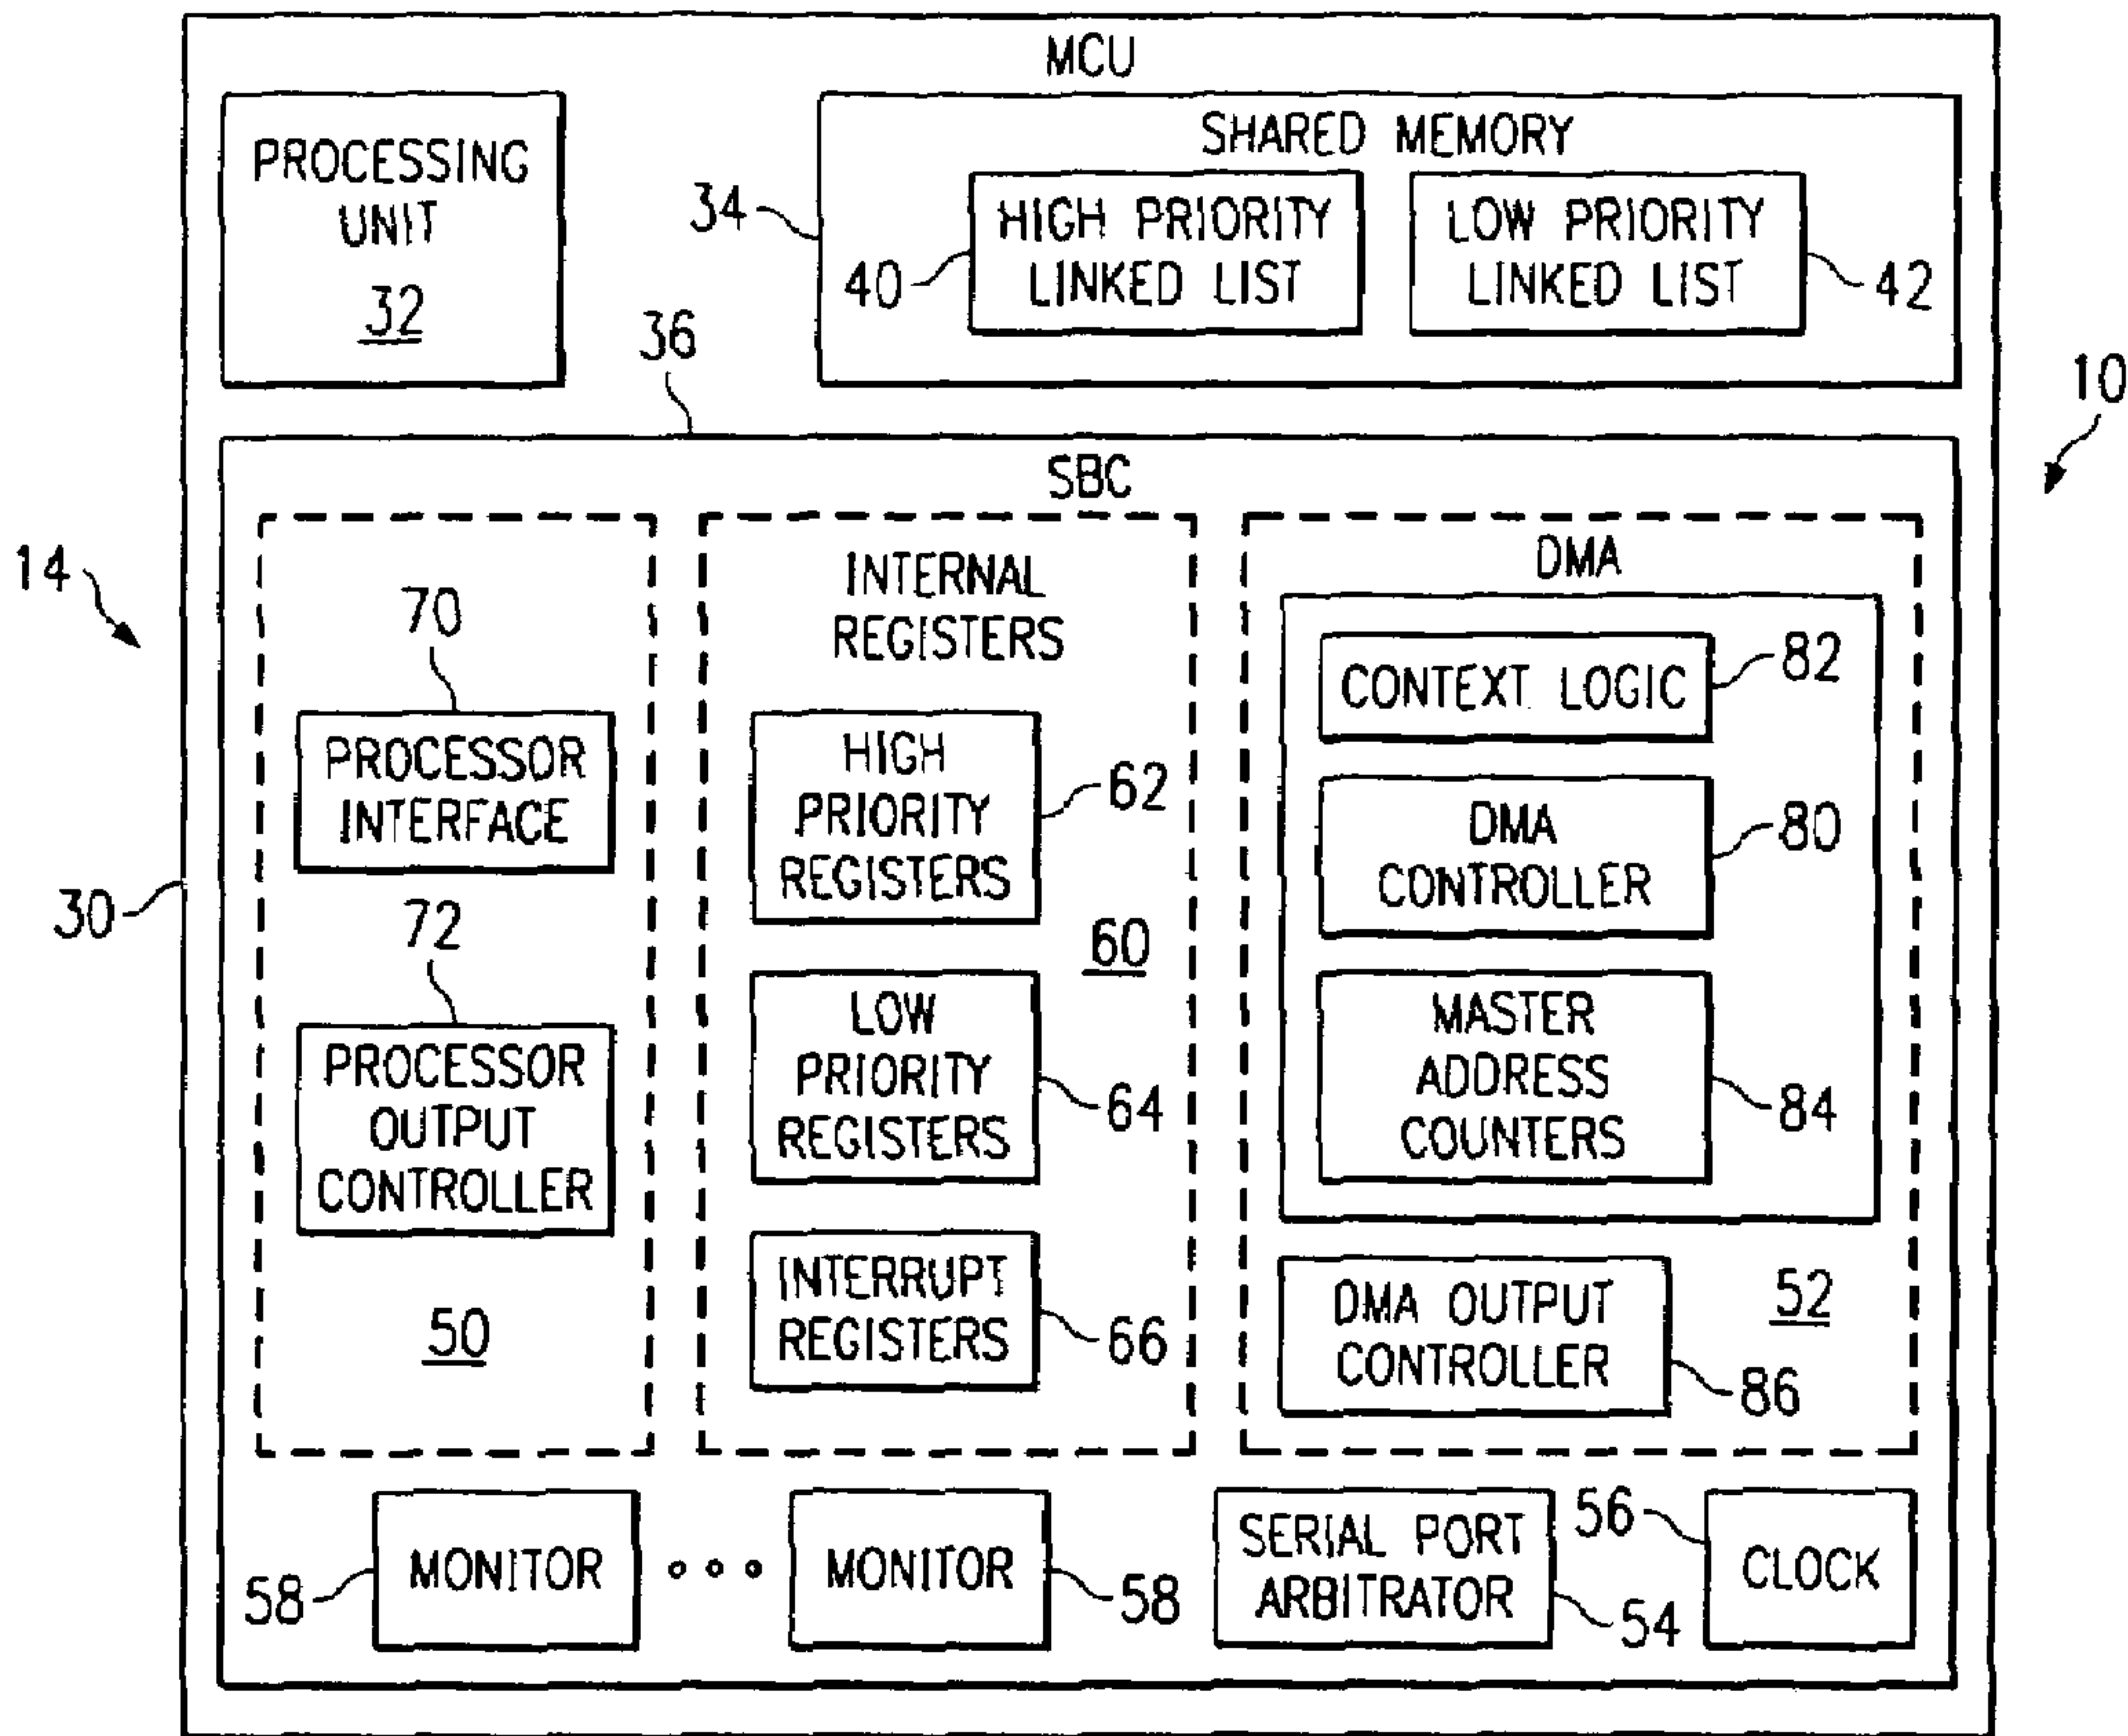 MCU
PROCESSING
UNIT
32
SHARED MEMORY
34
HIGH PRIORITY
LINKED LIST
40
LOW PRIORITY
LINKED LIST
42
36
10
14
30
SBC
70
PROCESSOR
INTERFACE
72
PROCESSOR
OUTPUT
CONTROLLER
50
INTERNAL
REGISTERS
HIGH
PRIORITY
REGISTERS
62
60
LOW
PRIORITY
REGISTERS
64
INTERRUPT
REGISTERS
66
DMA
CONTEXT LOGIC
82
DMA
CONTROLLER
80
MASTER
ADDRESS
COUNTERS
84
DMA OUTPUT
CONTROLLER
52
86
58
MONITOR
MONITOR
58
SERIAL PORT
ARBITRATOR
54
56
CLOCK